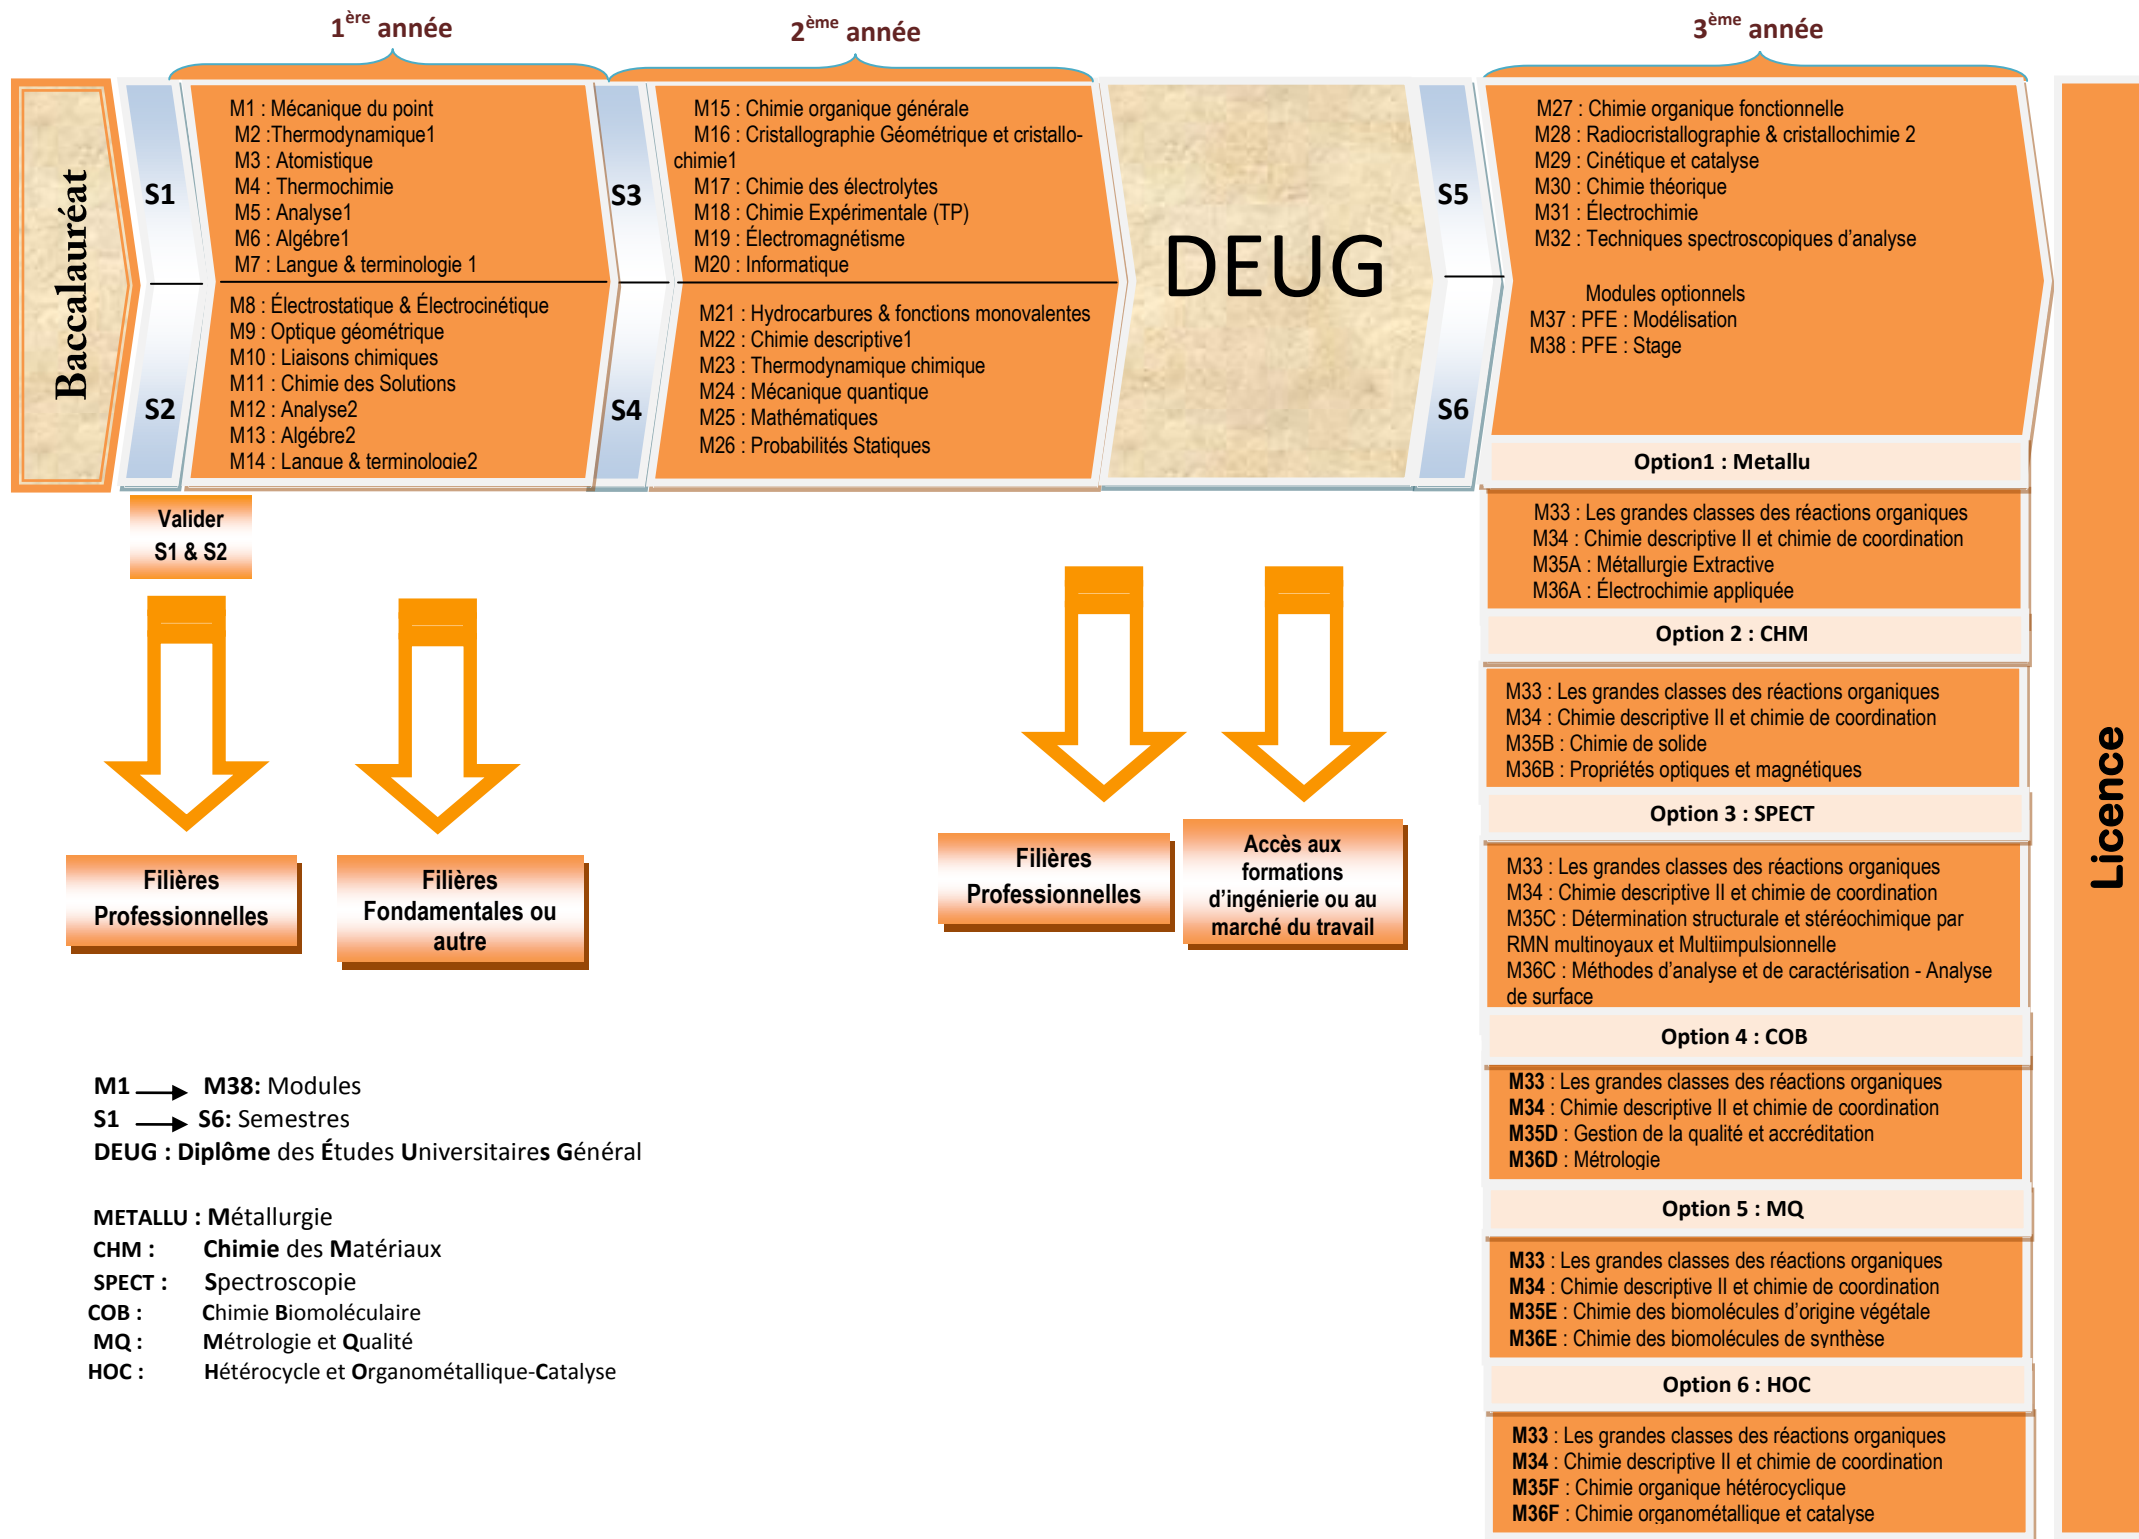 1ère année
2ème année
3ème année
Baccalauréat
S1
S2
M1 : Mécanique du point
M2 :Thermodynamique1
M3 : Atomistique
M4 : Thermochimie
M5 : Analyse1
M6 : Algébre1
M7 : Langue & terminologie 1
M8 : Électrostatique & Électrocinétique
M9 : Optique géométrique
M10 : Liaisons chimiques
M11 : Chimie des Solutions
M12 : Analyse2
M13 : Algébre2
M14 : Langue & terminologie2
S3
S4
M15 : Chimie organique générale
M16 : Cristallographie Géométrique et cristallo-
chimie1
M17 : Chimie des électrolytes
M18 : Chimie Expérimentale (TP)
M19 : Électromagnétisme
M20 : Informatique
M21 : Hydrocarbures & fonctions monovalentes
M22 : Chimie descriptive1
M23 : Thermodynamique chimique
M24 : Mécanique quantique
M25 : Mathématiques
M26 : Probabilités Statiques
DEUG
S5
S6
M27 : Chimie organique fonctionnelle
M28 : Radiocristallographie & cristallochimie 2
M29 : Cinétique et catalyse
M30 : Chimie théorique
M31 : Électrochimie
M32 : Techniques spectroscopiques d'analyse
Modules optionnels
M37 : PFE : Modélisation
M38 : PFE : Stage
Option1 : Metallu
M33 : Les grandes classes des réactions organiques
M34 : Chimie descriptive II et chimie de coordination
M35A : Métallurgie Extractive
M36A : Électrochimie appliquée
Option 2 : CHM
M33 : Les grandes classes des réactions organiques
M34 : Chimie descriptive II et chimie de coordination
M35B : Chimie de solide
M36B : Propriétés optiques et magnétiques
Option 3 : SPECT
M33 : Les grandes classes des réactions organiques
M34 : Chimie descriptive II et chimie de coordination
M35C : Détermination structurale et stéréochimique par
RMN multinoyaux et Multiimpulsionnelle
M36C : Méthodes d'analyse et de caractérisation - Analyse
de surface
Option 4 : COB
M33 : Les grandes classes des réactions organiques
M34 : Chimie descriptive II et chimie de coordination
M35D : Gestion de la qualité et accréditation
M36D : Métrologie
Option 5 : MQ
M33 : Les grandes classes des réactions organiques
M34 : Chimie descriptive II et chimie de coordination
M35E : Chimie des biomolécules d'origine végétale
M36E : Chimie des biomolécules de synthèse
Option 6 : HOC
M33 : Les grandes classes des réactions organiques
M34 : Chimie descriptive II et chimie de coordination
M35F : Chimie organique hétérocyclique
M36F : Chimie organométallique et catalyse
Licence
Valider
S1 & S2
Filières
Professionnelles
Filières
Fondamentales ou
autre
Filières
Professionnelles
Accès aux
formations
d'ingénierie ou au
marché du travail
M1 → M38: Modules
S1 → S6: Semestres
DEUG : Diplôme des Études Universitaires Général
METALLU : Métallurgie
CHM : Chimie des Matériaux
SPECT : Spectroscopie
COB : Chimie Biomoléculaire
MQ : Métrologie et Qualité
HOC : Hétérocycle et Organométallique-Catalyse